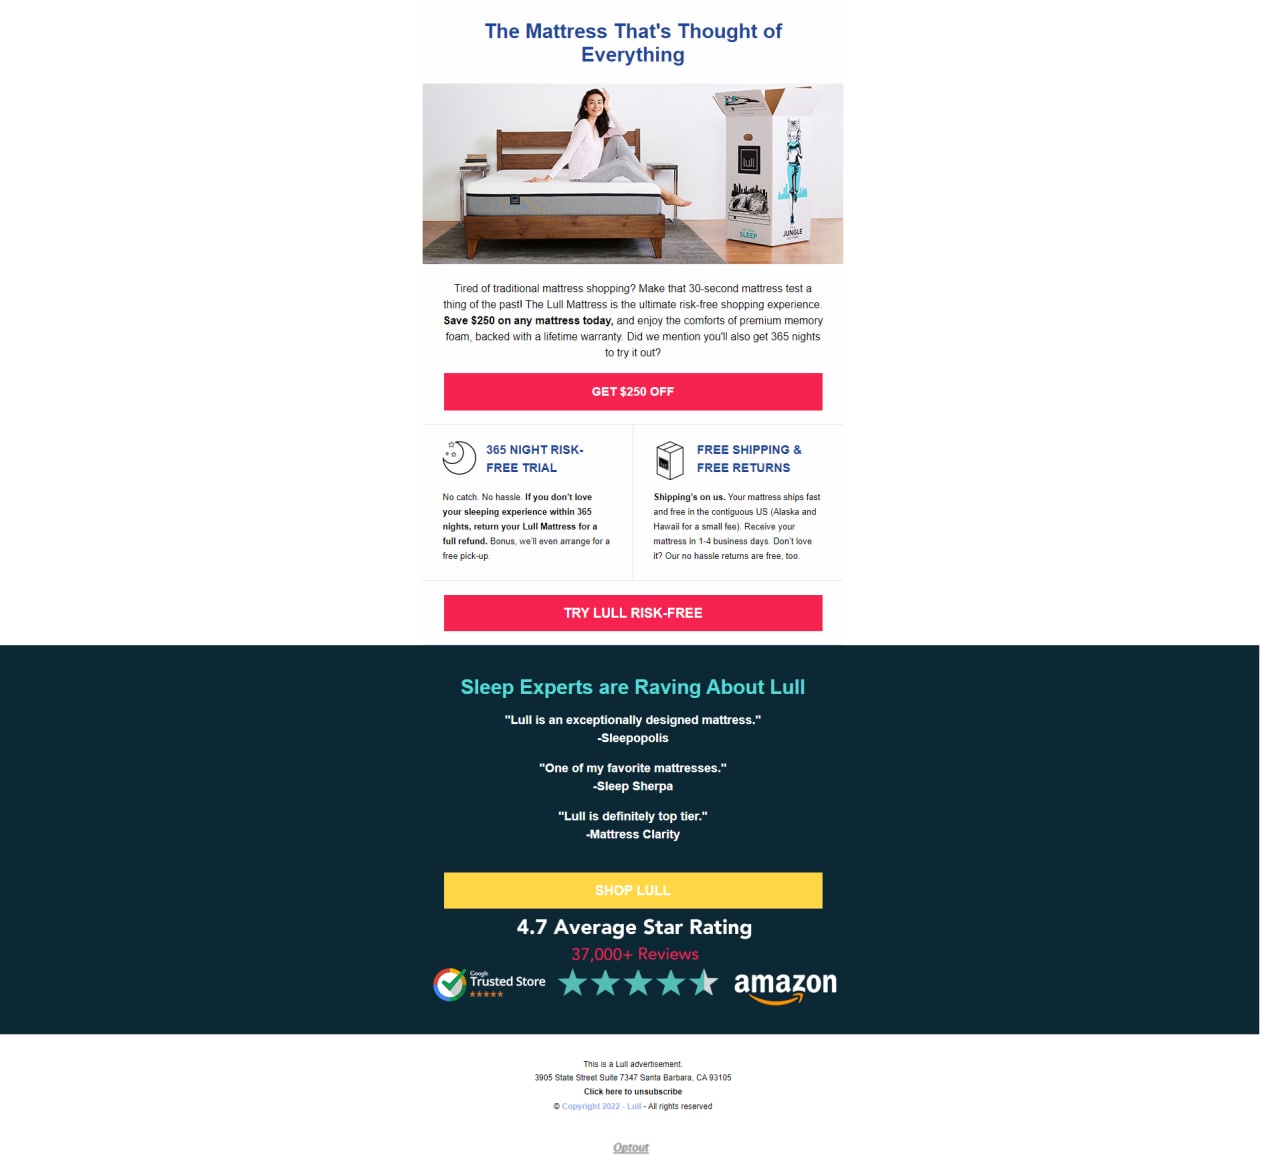 The Mattress That's Thought of
Everything
lull
SLEEP
JUNGLE
Tired of traditional mattress shopping? Make that 30-second mattress test a
thing of the past! The Lull Mattress is the ultimate risk-free shopping experience.
Save $250 on any mattress today, and enjoy the comforts of premium memory
foam, backed with a lifetime warranty. Did we mention you'll also get 365 nights
to try it out?
GET $250 OFF
365 NIGHT RISK-
FREE TRIAL
No catch. No hassle. If you don't love
your sleeping experience within 365
nights, return your Lull Mattress for a
full refund. Bonus, we'll even arrange for a
free pick-up.
FREE SHIPPING &
FREE RETURNS
Shipping's on us. Your mattress ships fast
and free in the contiguous US (Alaska and
Hawaii for a small fee). Receive your
mattress in 1-4 business days. Don't love
it? Our no hassle returns are free, too.
TRY LULL RISK-FREE
Sleep Experts are Raving About Lull
"Lull is an exceptionally designed mattress."
-Sleepopolis
"One of my favorite mattresses."
-Sleep Sherpa
"Lull is definitely top tier."
-Mattress Clarity
SHOP LULL
4.7 Average Star Rating
37,000+ Reviews
Google
Trusted Store
amazon
This is a Lull advertisement.
3905 State Street Suite 7347 Santa Barbara, CA 93105
Click here to unsubscribe
© Copyright 2022 - Lull - All rights reserved
Optout